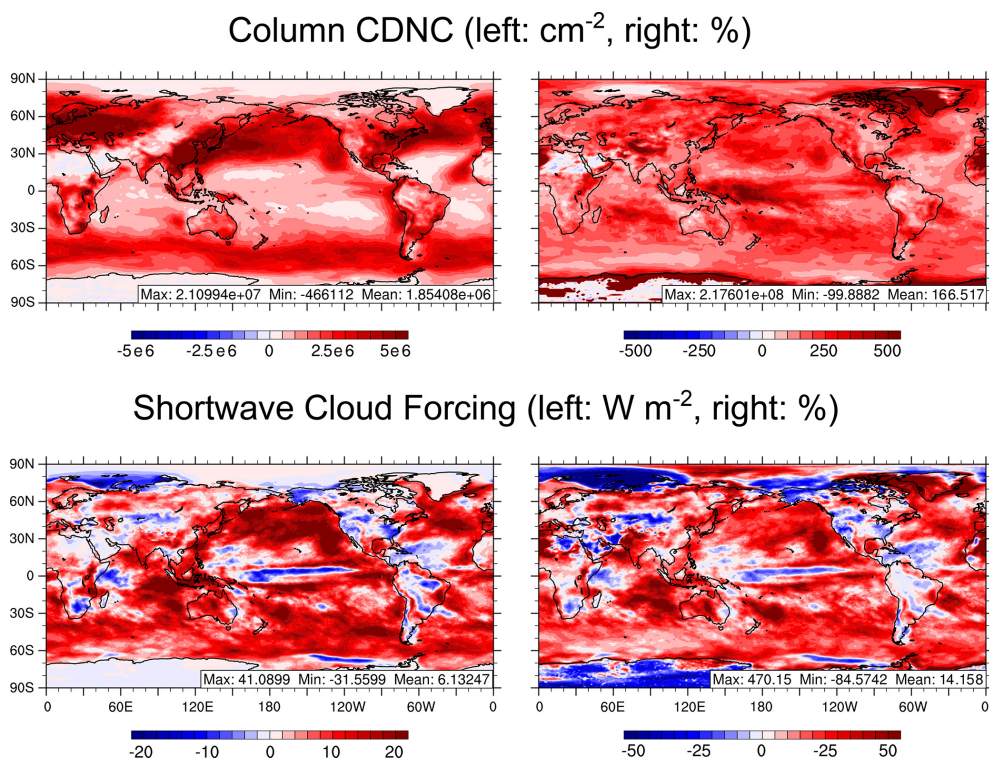 Column CDNC (left: cm-2, right: %)
90N
60N
30N
0
30S
60S
90S
Max: 2.10994e+07 Min: -466112 Mean: 1.85408e+06
Max: 2.17601e+08 Min: -99.8882 Mean: 166.517
-5e6 -2.5e6 0 2.5e6 5e6
-500 -250 0 250 500
Shortwave Cloud Forcing (left: W m-2, right: %)
90N
60N
30N
0
30S
60S
90S
Max: 41.0899 Min: -31.5599 Mean: 6.13247
Max: 470.15 Min: -84.5742 Mean: 14.158
0 60E 120E 180 120W 60W 0
0 60E 120E 180 120W 60W 0
-20 -10 0 10 20
-50 -25 0 -25 50